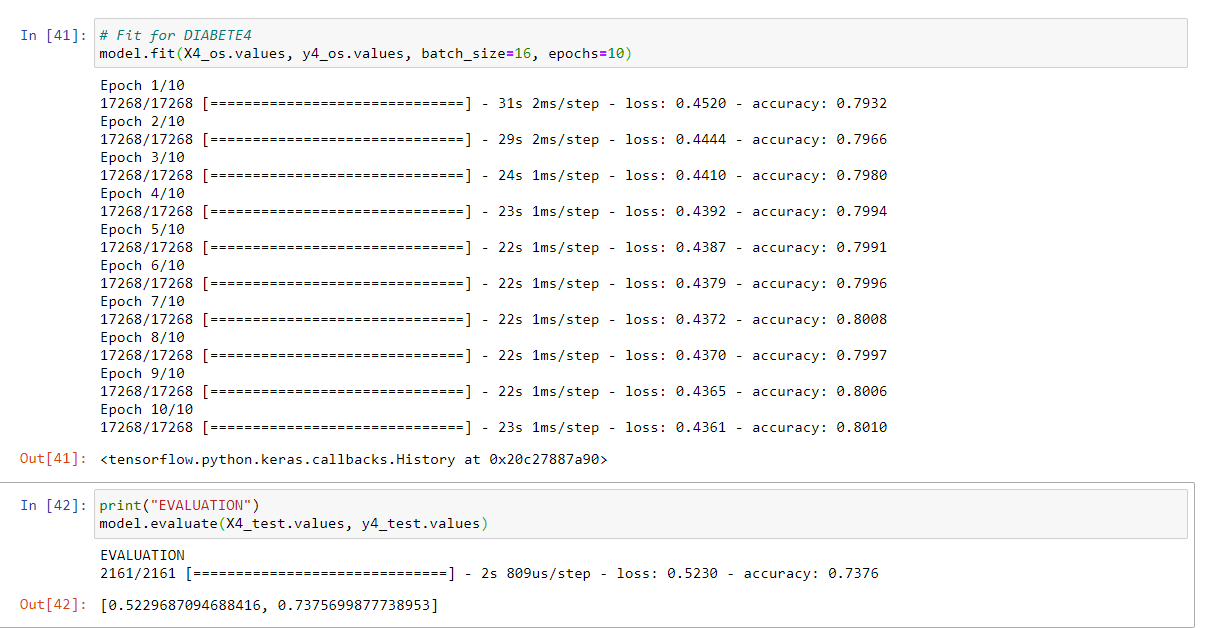 In [41]: # Fit for DIABETE4
model.fit(X4_os.values, y4_os.values, batch_size=16, epochs=10)
Epoch 1/10
17268/17268 [==============================] - 31s 2ms/step - loss: 0.4520 - accuracy: 0.7932
Epoch 2/10
17268/17268 [==============================] - 29s 2ms/step - loss: 0.4444 - accuracy: 0.7966
Epoch 3/10
17268/17268 [==============================] - 24s 1ms/step - loss: 0.4410 - accuracy: 0.7980
Epoch 4/10
17268/17268 [==============================] - 23s 1ms/step - loss: 0.4392 - accuracy: 0.7994
Epoch 5/10
17268/17268 [==============================] - 22s 1ms/step - loss: 0.4387 - accuracy: 0.7991
Epoch 6/10
17268/17268 [==============================] - 22s 1ms/step - loss: 0.4379 - accuracy: 0.7996
Epoch 7/10
17268/17268 [==============================] - 22s 1ms/step - loss: 0.4372 - accuracy: 0.8008
Epoch 8/10
17268/17268 [==============================] - 22s 1ms/step - loss: 0.4370 - accuracy: 0.7997
Epoch 9/10
17268/17268 [==============================] - 22s 1ms/step - loss: 0.4365 - accuracy: 0.8006
Epoch 10/10
17268/17268 [==============================] - 23s 1ms/step - loss: 0.4361 - accuracy: 0.8010
Out[41]: <tensorflow.python.keras.callbacks.History at 0x20c27887a90>
In [42]: print("EVALUATION")
model.evaluate(X4_test.values, y4_test.values)
EVALUATION
2161/2161 [==============================] - 2s 809us/step - loss: 0.5230 - accuracy: 0.7376
Out[42]: [0.5229687094688416, 0.7375699877738953]